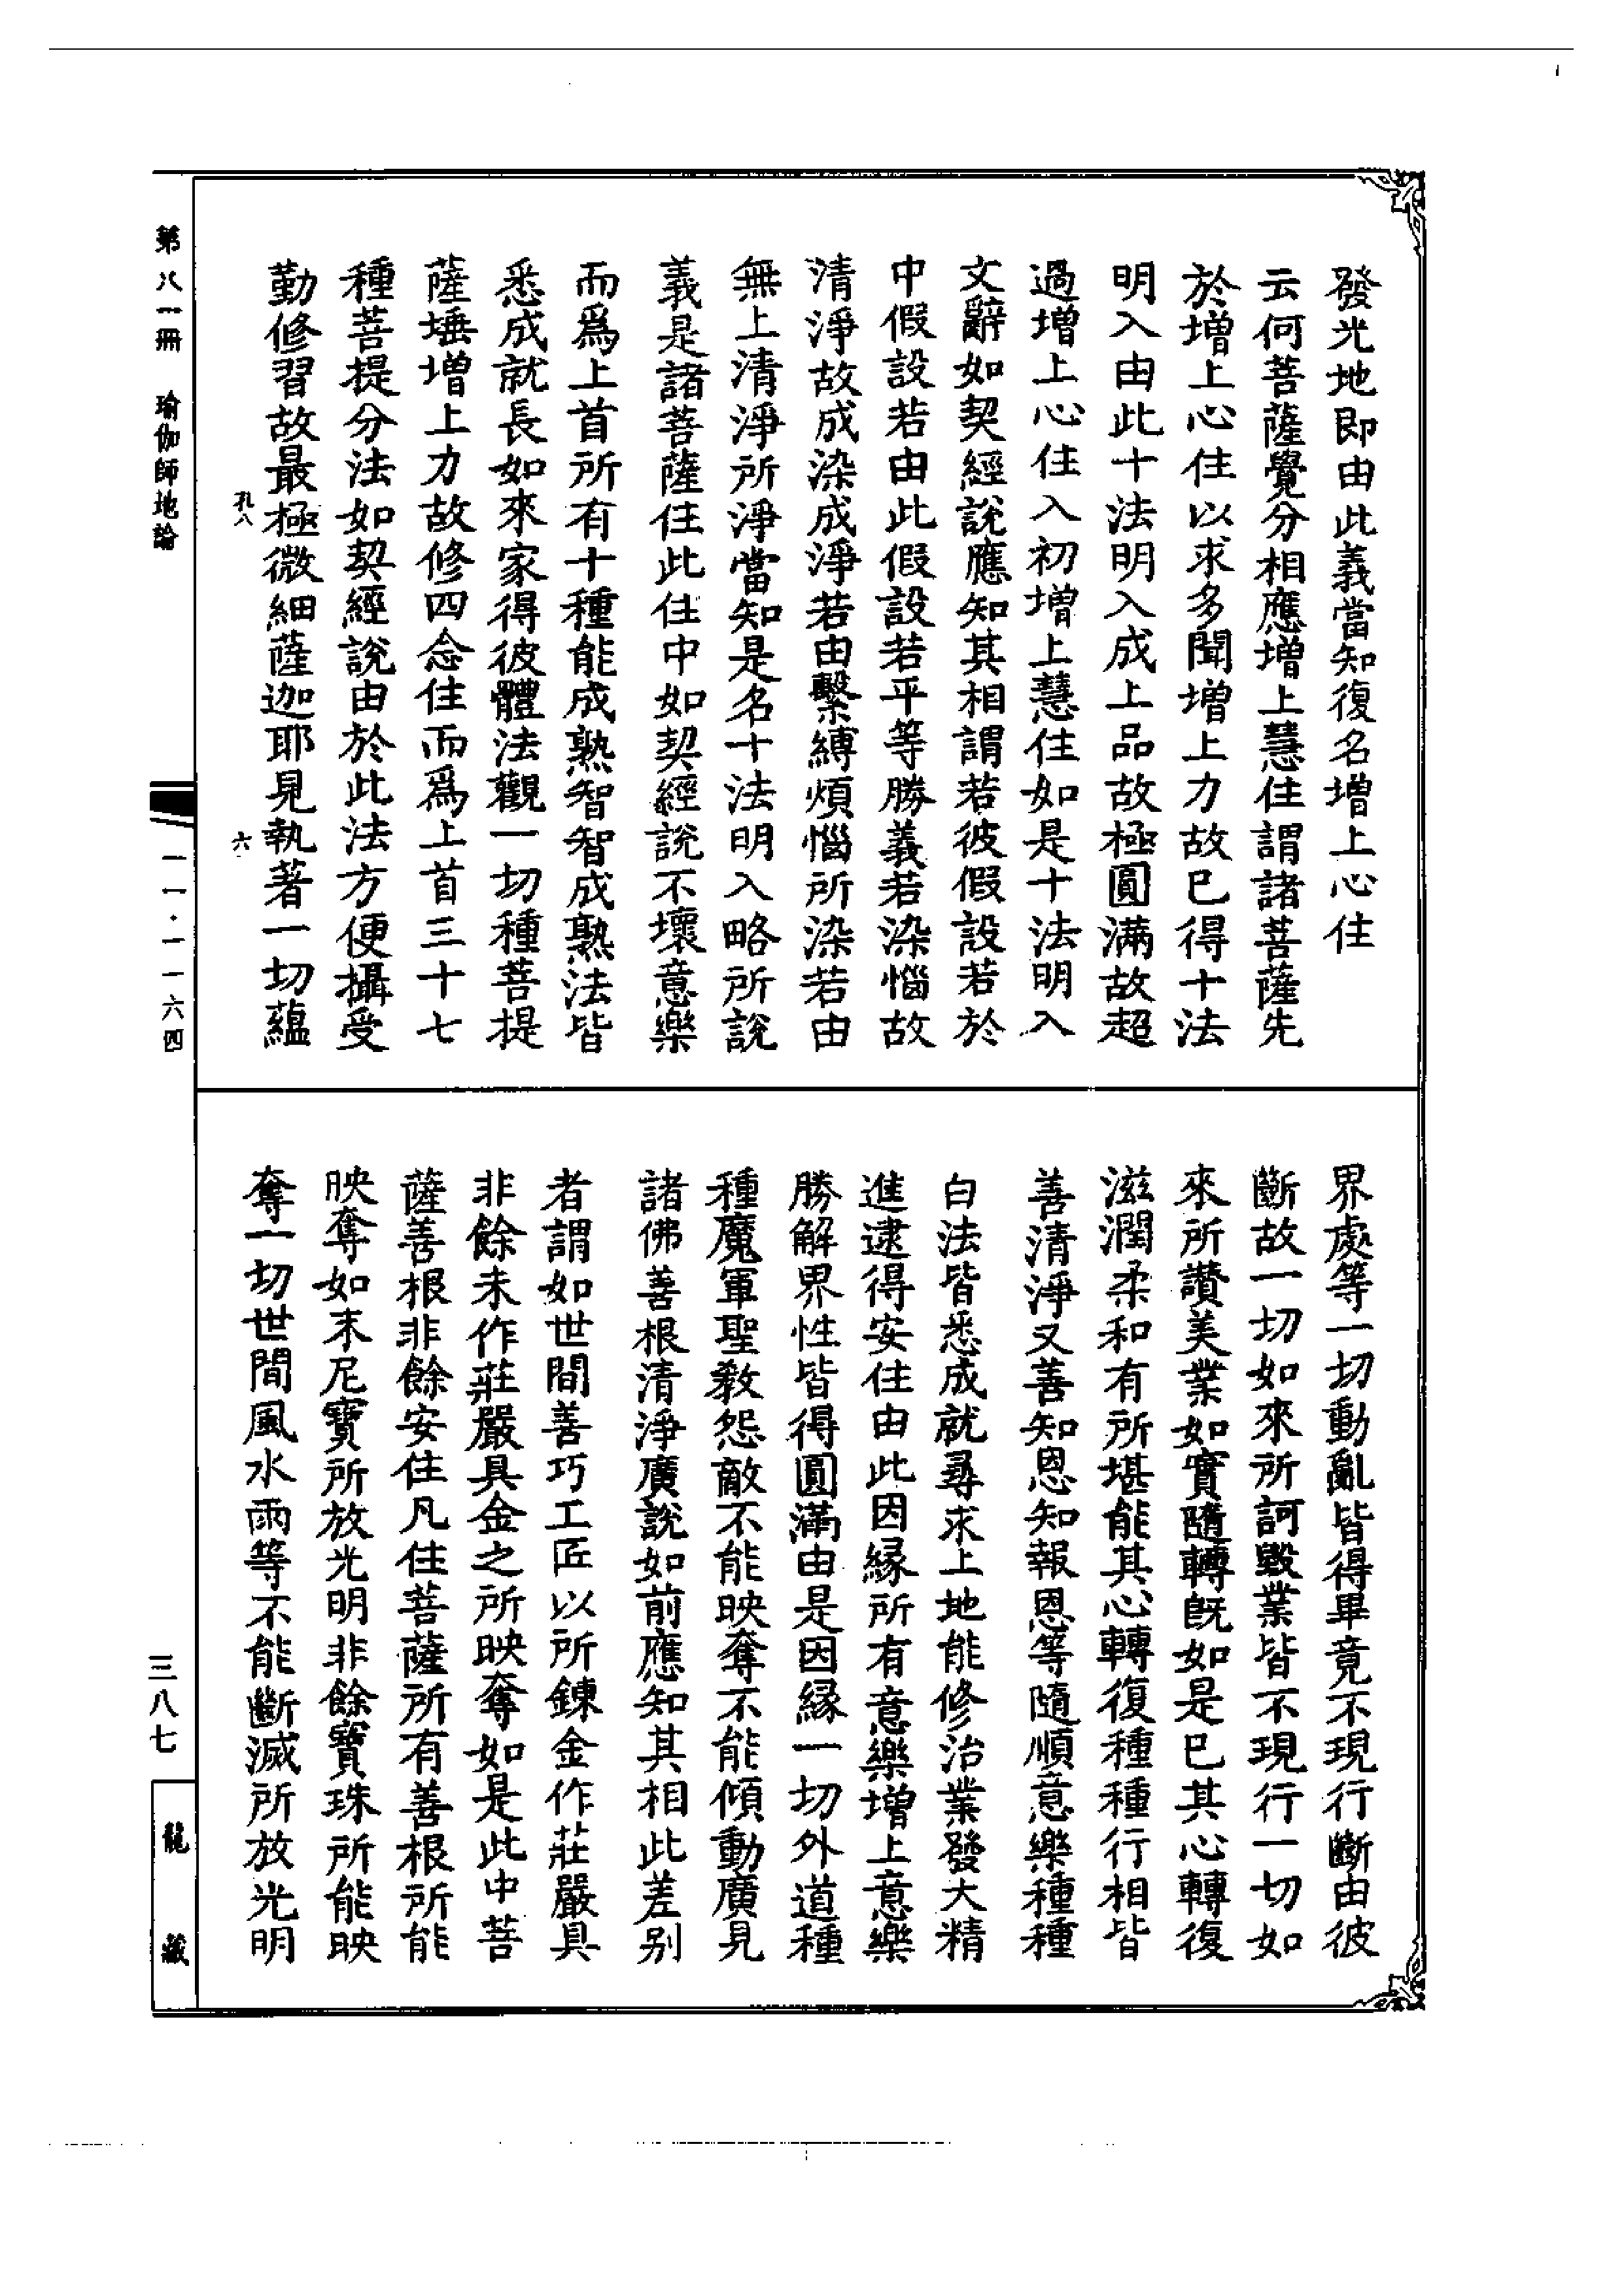 發光地即由此義當知復名增上心住
云何菩薩覺分相應增上慧住謂諸菩薩先
於增上心住以求多聞增上力故已得十法
明入由此十法明入成上品故極圓滿故超
過增上心住入初增上慧住如是十法明入
文辭如契經說應知其相謂若彼假設若於
中假設若由此假設若平等勝義若染惱故
清淨故成染成淨若由繫縛煩惱所染若由
無上清淨所淨當知是名十法明入略所說
義是諸菩薩住此住中如契經說不壞意樂
而爲上首所有十種能成熟智智成熟法皆
悉成就長如來家得彼體法觀一切種菩提
薩埵增上力故修四念住而爲上首三十七
種菩提分法如契經說由於此法方便攝受
勤修習故最極微細薩迦耶見執著一切蘊
孔八 六
界處等一切動亂皆得畢竟不現行斷由彼
斷故一切如來所訶毀業皆不現行一切如
來所讚美業如實隨轉既如是已其心轉復
滋潤柔和有所堪能其心轉復種種行相皆
善清淨又善知恩知報恩等隨順意樂種種
白法皆悉成就尋求上地能修治業發大精
進逮得安住由此因緣所有意樂增上意樂
勝解界性皆得圓滿由是因緣一切外道種
種魔軍聖教怨敵不能映奪不能傾動廣見
諸佛善根清淨廣說如前應知其相此差别
者謂如世間善巧工匠以所鍊金作莊嚴具
非餘未作莊嚴具金之所映奪如是此中菩
薩善根非餘安住凡住菩薩所有善根所能
映奪如末尼寶所放光明非餘寶珠所能映
奪一切世間風水雨等不能斷滅所放光明
第八一冊 瑜伽師地論
一一·一一六四
三八七
龍藏